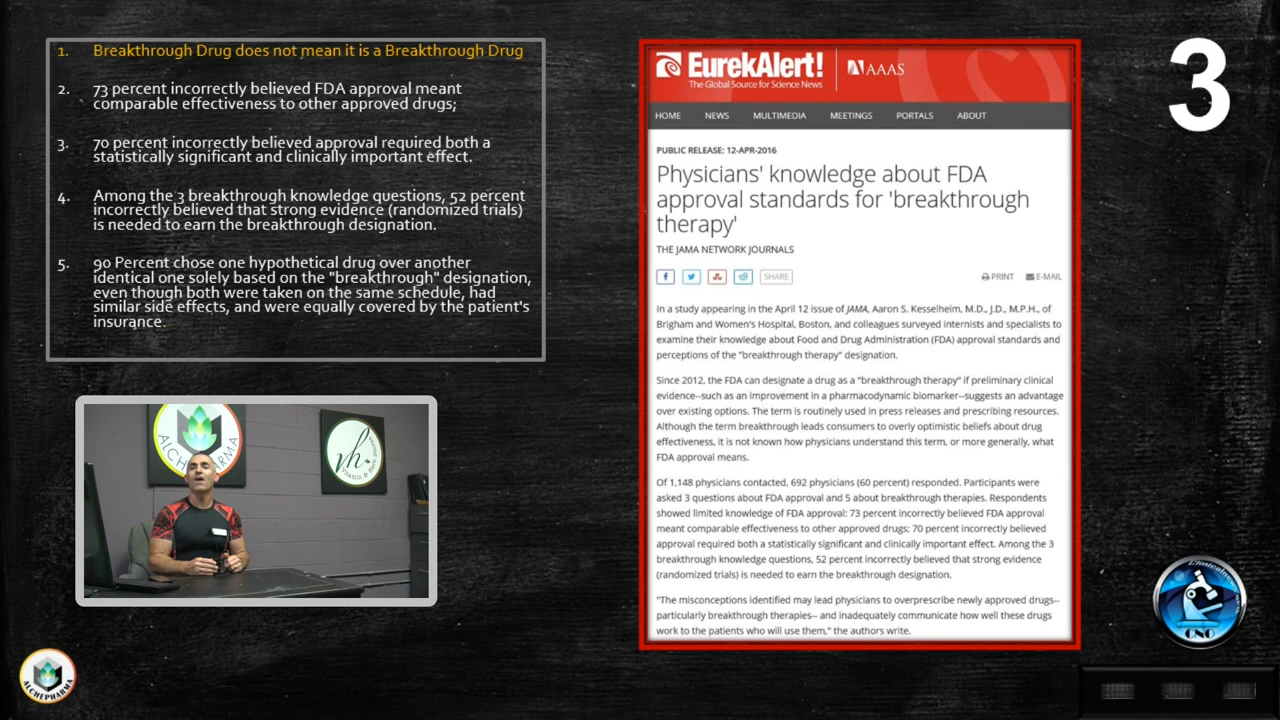 1. Breakthrough Drug does not mean it is a Breakthrough Drug
2. 73 percent incorrectly believed FDA approval meant
comparable effectiveness to other approved drugs;
3. 70 percent incorrectly believed approval required both a
statistically significant and clinically important effect.
4. Among the 3 breakthrough knowledge questions, 52 percent
incorrectly believed that strong evidence (randomized trials)
is needed to earn the breakthrough designation.
5. 90 Percent chose one hypothetical drug over another
identical one solely based on the "breakthrough" designation,
even though both were taken on the same schedule, had
similar side effects, and were equally covered by the patient's
insurance.
ALCHEPHARMA
vh
ALCHEPHARMA
EurekAlert! AAAS
The Global Source for Science News
HOME NEWS MULTIMEDIA MEETINGS PORTALS ABOUT
PUBLIC RELEASE: 12-APR-2016
Physicians' knowledge about FDA
approval standards for 'breakthrough
therapy'
THE JAMA NETWORK JOURNALS
f SHARE PRINT E-MAIL
In a study appearing in the April 12 issue of JAMA, Aaron S. Kesselheim, M.D., J.D., M.P.H., of
Brigham and Women's Hospital, Boston, and colleagues surveyed internists and specialists to
examine their knowledge about Food and Drug Administration (FDA) approval standards and
perceptions of the "breakthrough therapy" designation.
Since 2012, the FDA can designate a drug as a "breakthrough therapy" if preliminary clinical
evidence--such as an improvement in a pharmacodynamic biomarker--suggests an advantage
over existing options. The term is routinely used in press releases and prescribing resources.
Although the term breakthrough leads consumers to overly optimistic beliefs about drug
effectiveness, it is not known how physicians understand this term, or more generally, what
FDA approval means.
Of 1,148 physicians contacted, 692 physicians (60 percent) responded. Participants were
asked 3 questions about FDA approval and 5 about breakthrough therapies. Respondents
showed limited knowledge of FDA approval: 73 percent incorrectly believed FDA approval
meant comparable effectiveness to other approved drugs; 70 percent incorrectly believed
approval required both a statistically significant and clinically important effect. Among the 3
breakthrough knowledge questions, 52 percent incorrectly believed that strong evidence
(randomized trials) is needed to earn the breakthrough designation.
"The misconceptions identified may lead physicians to overprescribe newly approved drugs--
particularly breakthrough therapies-- and inadequately communicate how well these drugs
work to the patients who will use them," the authors write.
3
CNO